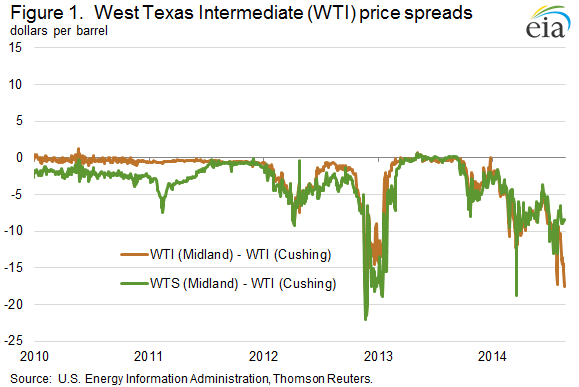 Figure 1. West Texas Intermediate (WTI) price spreads
dollars per barrel
eia
15
10
5
0
-5
-10
-15
-20
-25
WTI (Midland) - WTI (Cushing)
WTS (Midland) - WTI (Cushing)
2010 2011 2012 2013 2014
Source: U.S. Energy Information Administration, Thomson Reuters.